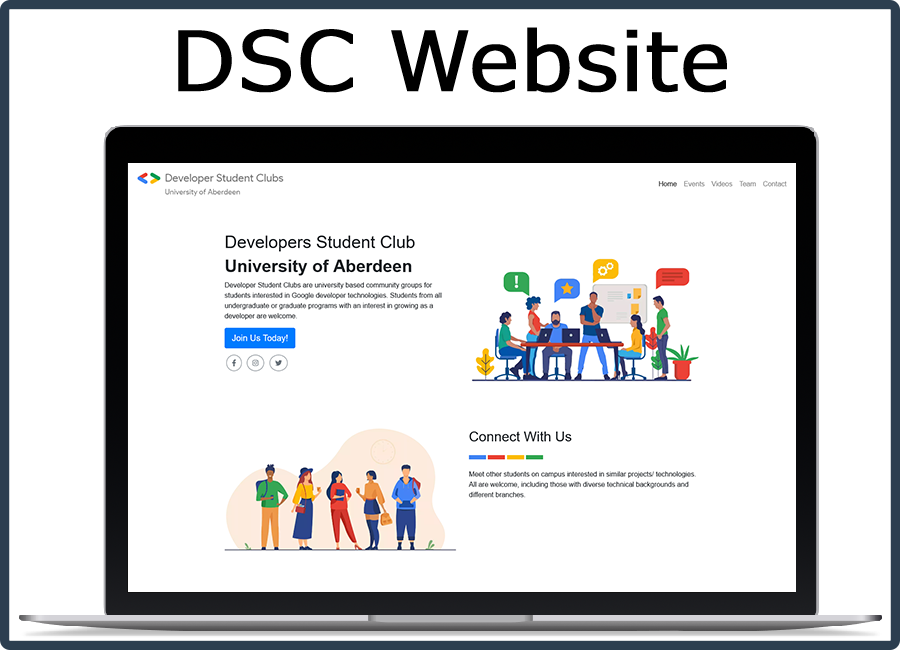 DSC Website
Developer Student Clubs
University of Aberdeen
Home Events Videos Team Contact
Developers Student Club
University of Aberdeen
Developer Student Clubs are university based community groups for
students interested in Google developer technologies. Students from all
undergraduate or graduate programs with an interest in growing as a
developer are welcome.
Join Us Today!
Connect With Us
Meet other students on campus interested in similar projects/ technologies.
All are welcome, including those with diverse technical backgrounds and
different branches.